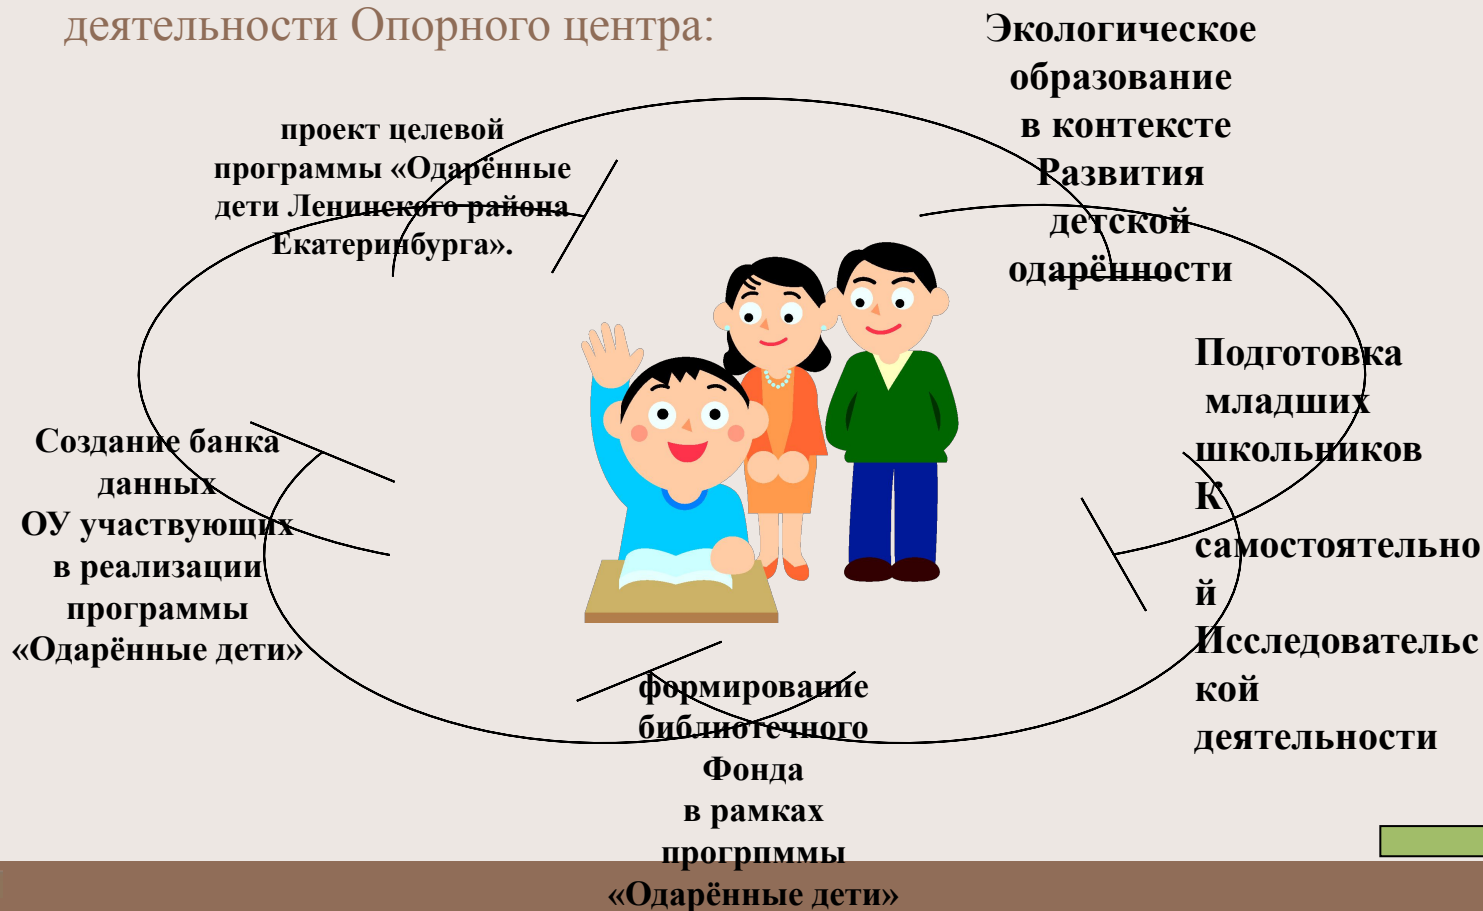 деятельности Опорного центра:
проект целевой
программы «Одарённые
дети Ленинского района
Екатеринбурга».
Экологическое
образование
в контексте
Развития
детской
одарённости
Подготовка
младших
школьников
К
самостоятельно
й
Исследовательс
кой
деятельности
Создание банка
данных
ОУ участвующих
в реализации
программы
«Одарённые дети»
формирование
библиотечного
Фонда
в рамках
прогрпммы
«Одарённые дети»